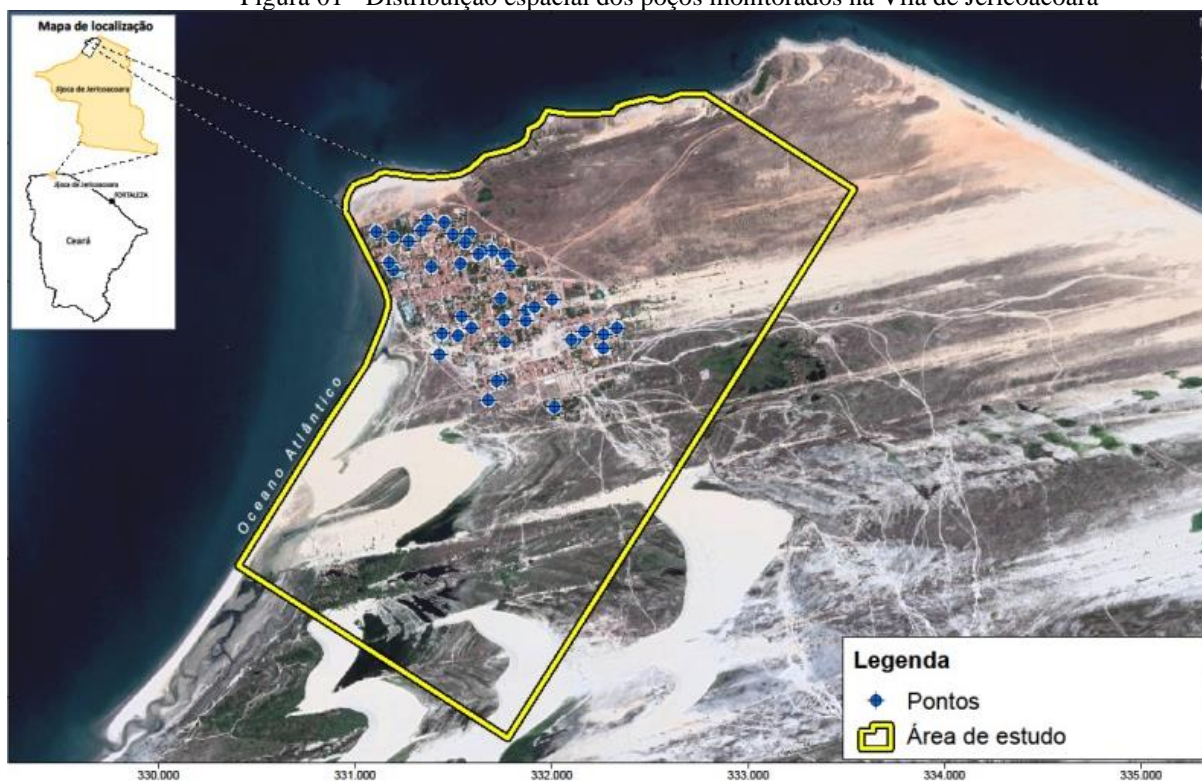 Figura 01 - Distribuição espacial dos poços monitorados na Vila de Jericoacoara
Mapa de localização
Jijoca de Jericoacoara
Jijoca de Jericoacoara
FORTALEZA
Ceará
Oceano Atlântico
Legenda
Pontos
Área de estudo
330.000 331.000 332.000 333.000 334.000 335.000